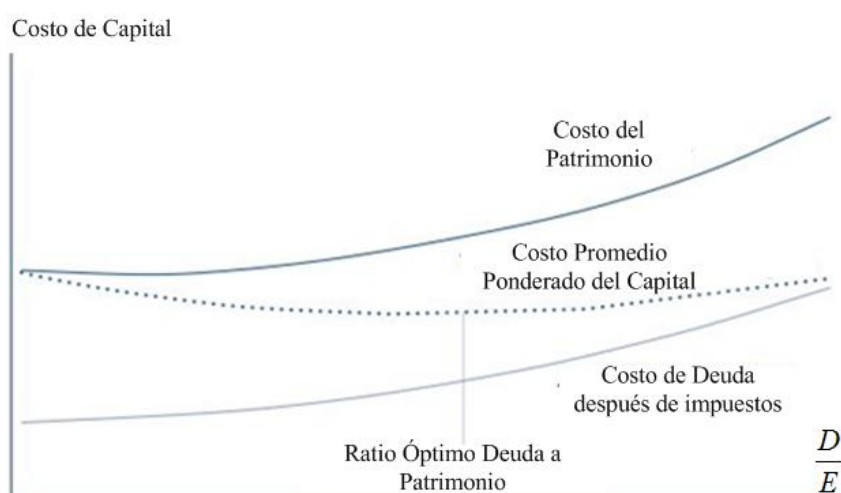 Costo de Capital
Costo del
Patrimonio
Costo Promedio
Ponderado del Capital
Costo de Deuda
después de impuestos
Ratio Óptimo Deuda a
Patrimonio
D
E